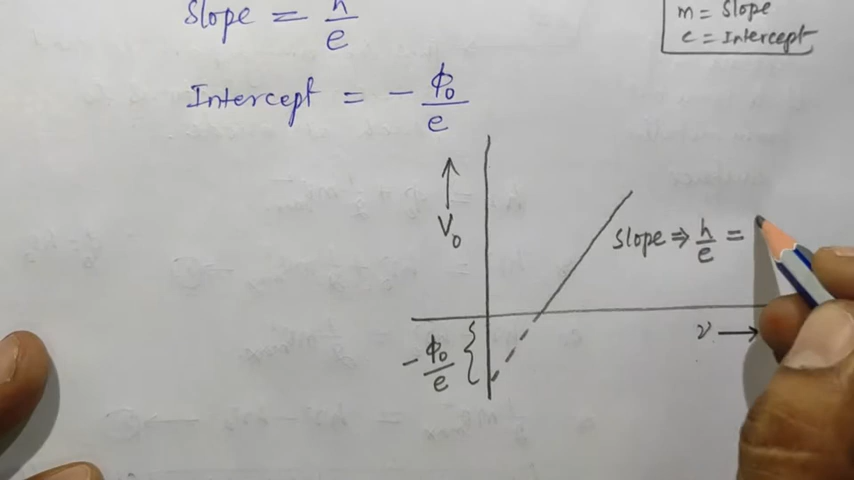 Slope = h/e
m = Slope
c = Intercept
Intercept = - ϕ₀/e
V₀
Slope ⇒ h/e =
ν →
- ϕ₀/e {